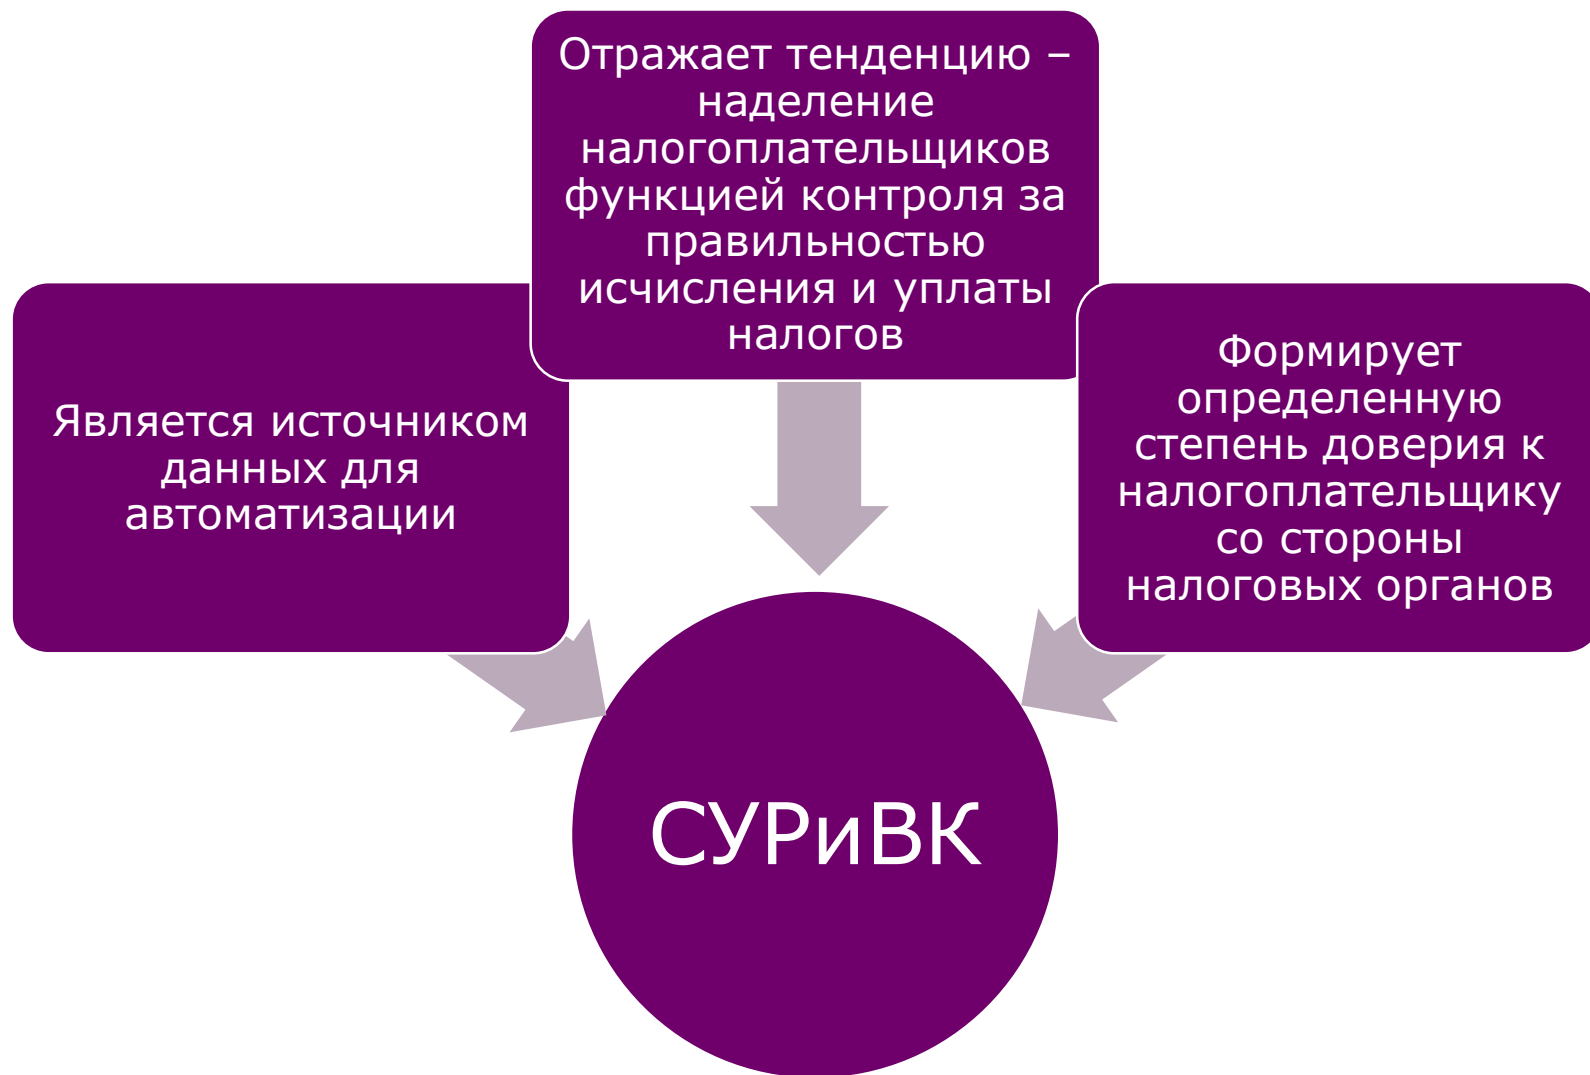 Отражает тенденцию –
наделение
налогоплательщиков
функцией контроля за
правильностью
исчисления и уплаты
налогов
Является источником
данных для
автоматизации
Формирует
определенную
степень доверия к
налогоплательщику
со стороны
налоговых органов
СУРиВК